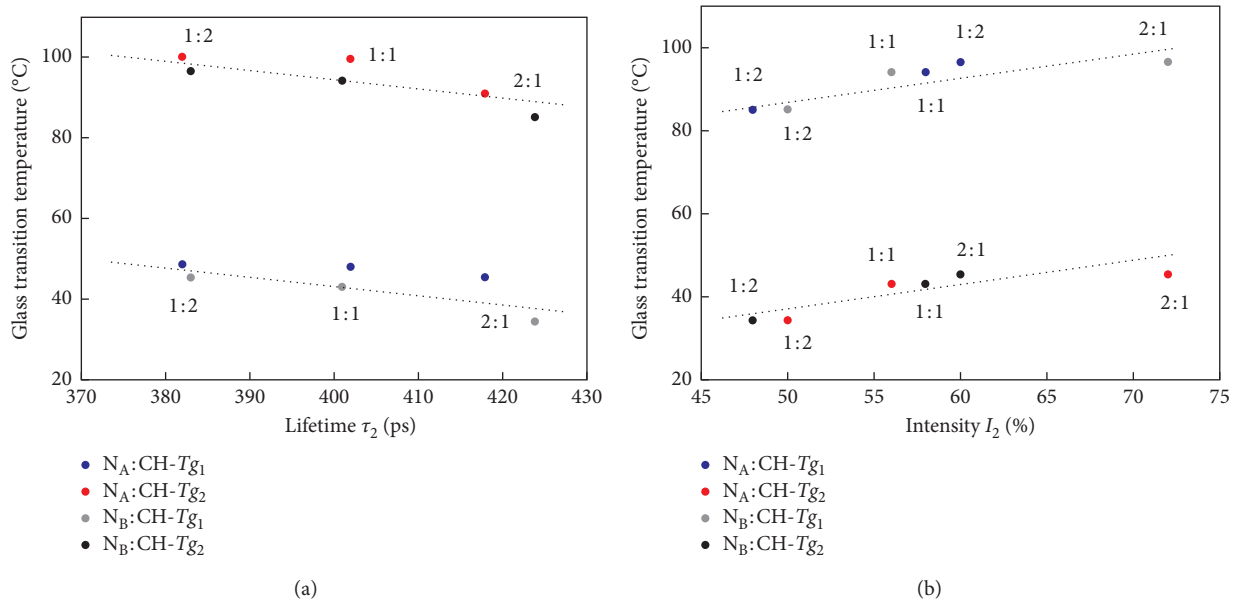 Glass transition temperature (°C)
100
80
60
40
20
1:2
1:1
2:1
1:2
1:1
2:1
370 380 390 400 410 420 430
Lifetime τ2 (ps)
NA:CH-Tg1
NA:CH-Tg2
NB:CH-Tg1
NB:CH-Tg2
(a)
Glass transition temperature (°C)
100
80
60
40
20
1:2
1:1
1:2
2:1
1:2
1:1
1:2
1:1
2:1
1:2
1:1
2:1
45 50 55 60 65 70 75
Intensity I2 (%)
NA:CH-Tg1
NA:CH-Tg2
NB:CH-Tg1
NB:CH-Tg2
(b)